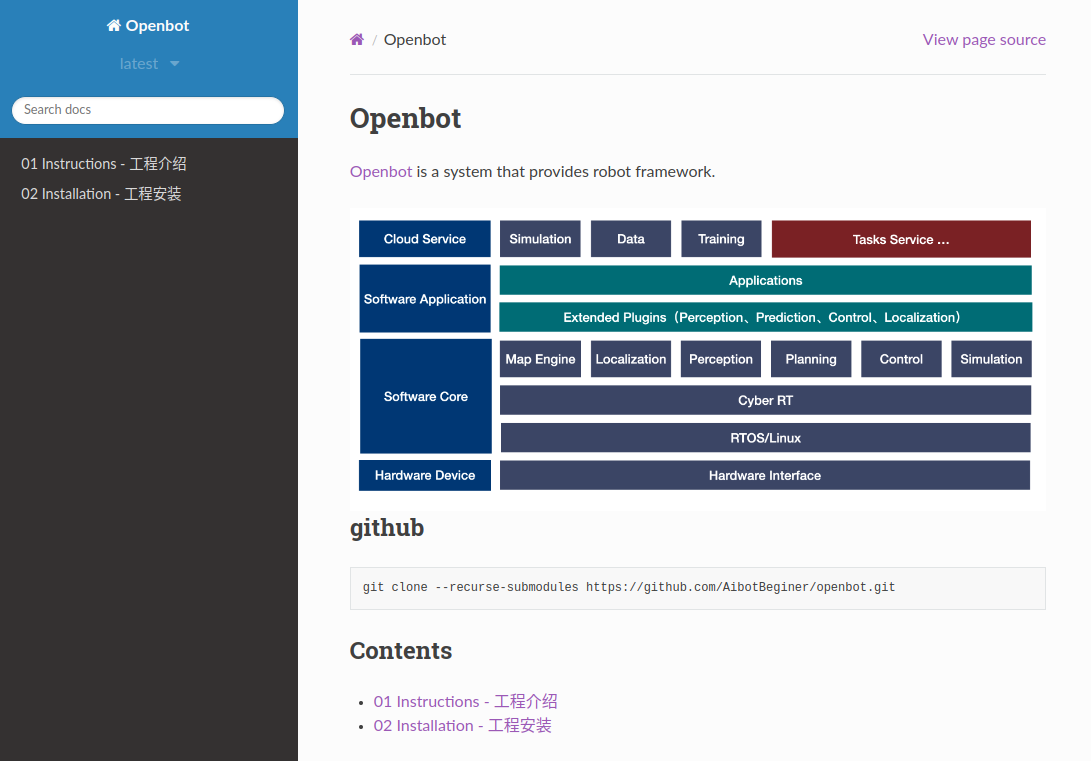 Openbot
latest
Search docs
01 Instructions - 工程介绍
02 Installation - 工程安装
/ Openbot
View page source
Openbot
Openbot is a system that provides robot framework.
Cloud Service Simulation Data Training Tasks Service ...
Software Application
Applications
Extended Plugins（Perception、Prediction、Control、Localization）
Software Core
Map Engine Localization Perception Planning Control Simulation
Cyber RT
RTOS/Linux
Hardware Device Hardware Interface
github
git clone --recurse-submodules https://github.com/AibotBeginer/openbot.git
Contents
01 Instructions - 工程介绍
02 Installation - 工程安装